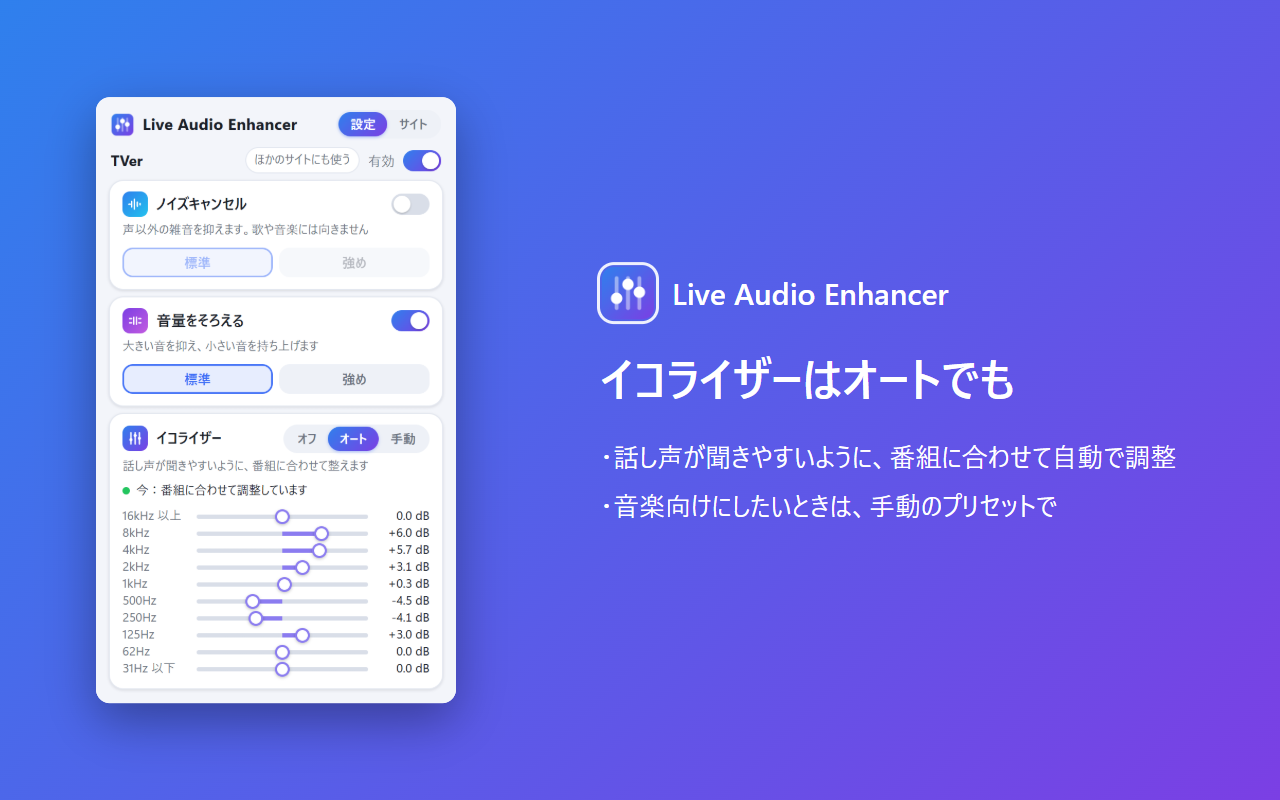 Live Audio Enhancer
設定
サイト
TVer
ほかのサイトにも使う
有効
ノイズキャンセル
声以外の雑音を抑えます。歌や音楽には向きません
標準
強め
音量をそろえる
大きい音を抑え、小さい音を持ち上げます
標準
強め
イコライザー
オフ
オート
手動
話し声が聞きやすいように、番組に合わせて整えます
今：番組に合わせて調整しています
16kHz 以上 0.0 dB
8kHz +6.0 dB
4kHz +5.7 dB
2kHz +3.1 dB
1kHz +0.3 dB
500Hz -4.5 dB
250Hz -4.1 dB
125Hz +3.0 dB
62Hz 0.0 dB
31Hz 以下 0.0 dB
Live Audio Enhancer
イコライザーはオートでも
・話し声が聞きやすいように、番組に合わせて自動で調整
・音楽向けにしたいときは、手動のプリセットで